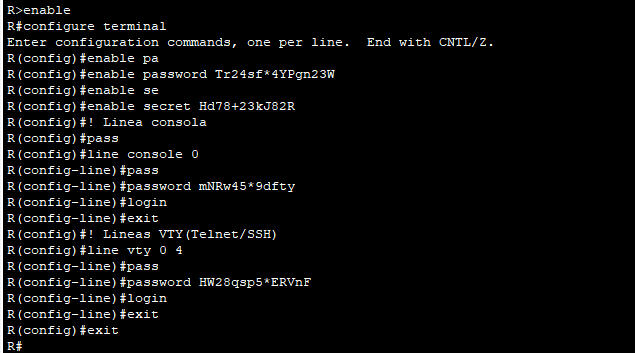 R>enable
R#configure terminal
Enter configuration commands, one per line.  End with CNTL/Z.
R(config)#enable pa
R(config)#enable password Tr24sf*4YPgn23W
R(config)#enable se
R(config)#enable secret Hd78+23kJ82R
R(config)#! Linea consola
R(config)#pass
R(config)#line console 0
R(config-line)#pass
R(config-line)#password mNRw45*9dfty
R(config-line)#login
R(config-line)#exit
R(config)#! Lineas VTY(Telnet/SSH)
R(config)#line vty 0 4
R(config-line)#pass
R(config-line)#password HW28qsp5*ERVnF
R(config-line)#login
R(config-line)#exit
R(config)#exit
R#